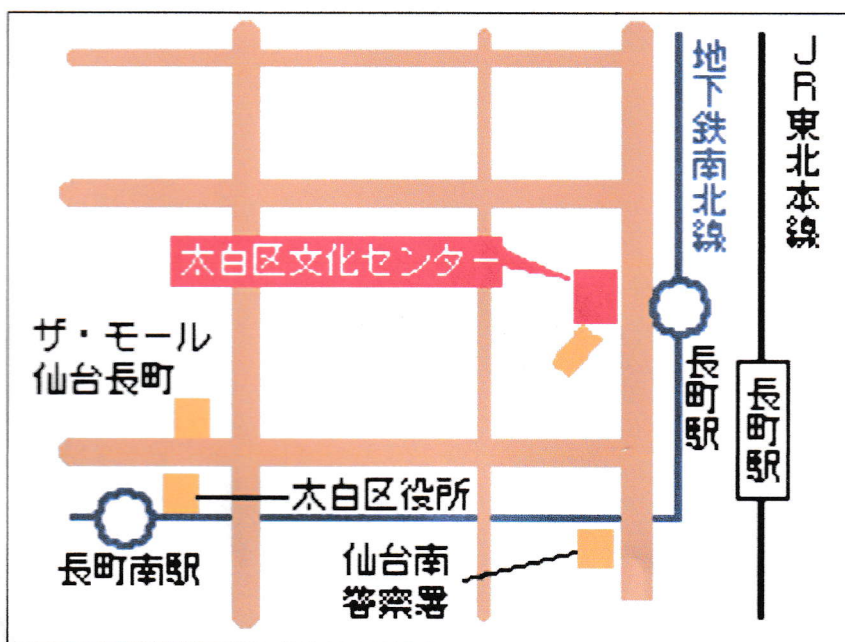 地下鉄南北線
JR東北本線
太白区文化センター
ザ・モール
仙台長町
長町駅
長町駅
太白区役所
長町南駅
仙台南
警察署